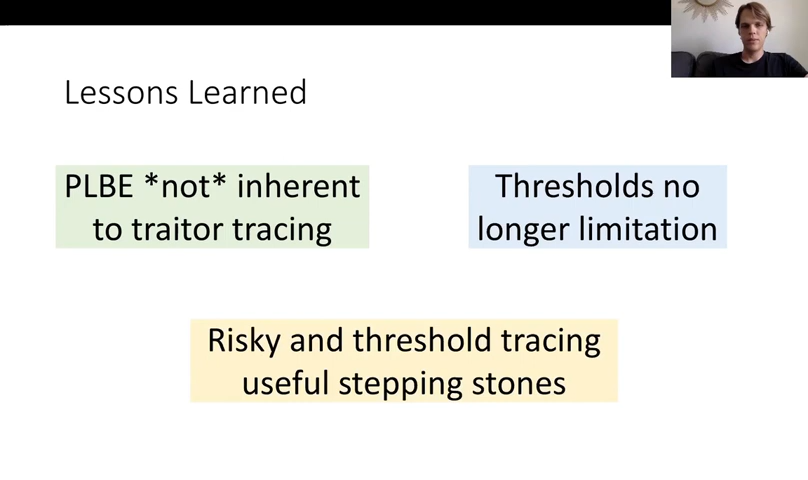 Lessons Learned
PLBE *not* inherent
to traitor tracing
Thresholds no
longer limitation
Risky and threshold tracing
useful stepping stones